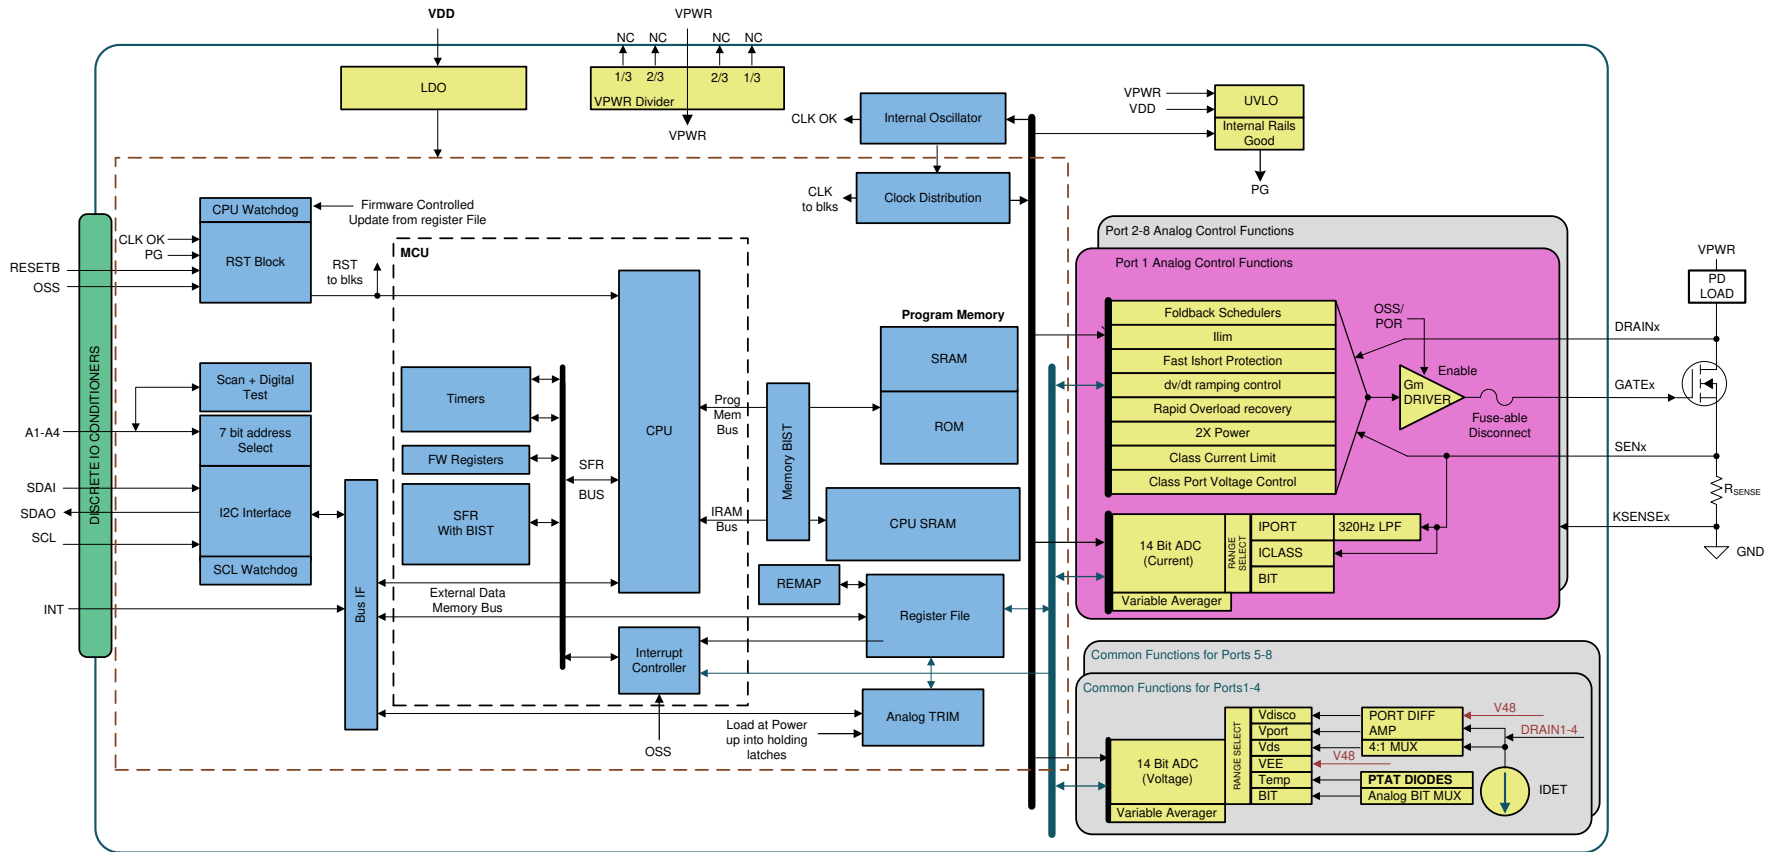 VDD
VPWR
NC
NC
NC
NC
1/3
2/3
2/3
1/3
LDO
VPWR Divider
VPWR
CLK OK
Internal Oscillator
VPWR
VDD
UVLO
Internal Rails
Good
PG
CLK
to blks
Clock Distribution
CPU Watchdog
Firmware Controlled
Update from register File
CLK OK
PG
RST Block
RESETB
OSS
RST
to blks
MCU
DISCRETE IO CONDITIONERS
Scan + Digital
Test
A1-A4
7 bit address
Select
SDAI
SDAO
SCL
I2C Interface
SCL Watchdog
INT
Bus IF
Timers
FW Registers
SFR
With BIST
SFR
BUS
CPU
External Data
Memory Bus
Interrupt
Controller
OSS
Prog
Mem
Bus
IRAM
Bus
Memory BIST
Program Memory
SRAM
ROM
CPU SRAM
REMAP
Register File
Analog TRIM
Load at Power
up into holding
latches
Port 2-8 Analog Control Functions
Port 1 Analog Control Functions
Foldback Schedulers
Ilim
Fast Ishort Protection
dv/dt ramping control
Rapid Overload recovery
2X Power
Class Current Limit
Class Port Voltage Control
OSS/
POR
Enable
Gm
DRIVER
Fuse-able
Disconnect
14 Bit ADC
(Current)
Variable Averager
RANGE
SELECT
IPORT
320Hz LPF
ICLASS
BIT
VPWR
PD
LOAD
DRAINx
GATEx
SENx
RSENSE
KSENSEx
GND
Common Functions for Ports 5-8
Common Functions for Ports1-4
14 Bit ADC
(Voltage)
Variable Averager
RANGE SELECT
Vdisco
Vport
Vds
VEE
Temp
BIT
PORT DIFF
AMP
4:1 MUX
V48
DRAIN1-4
V48
PTAT DIODES
Analog BIT MUX
IDET